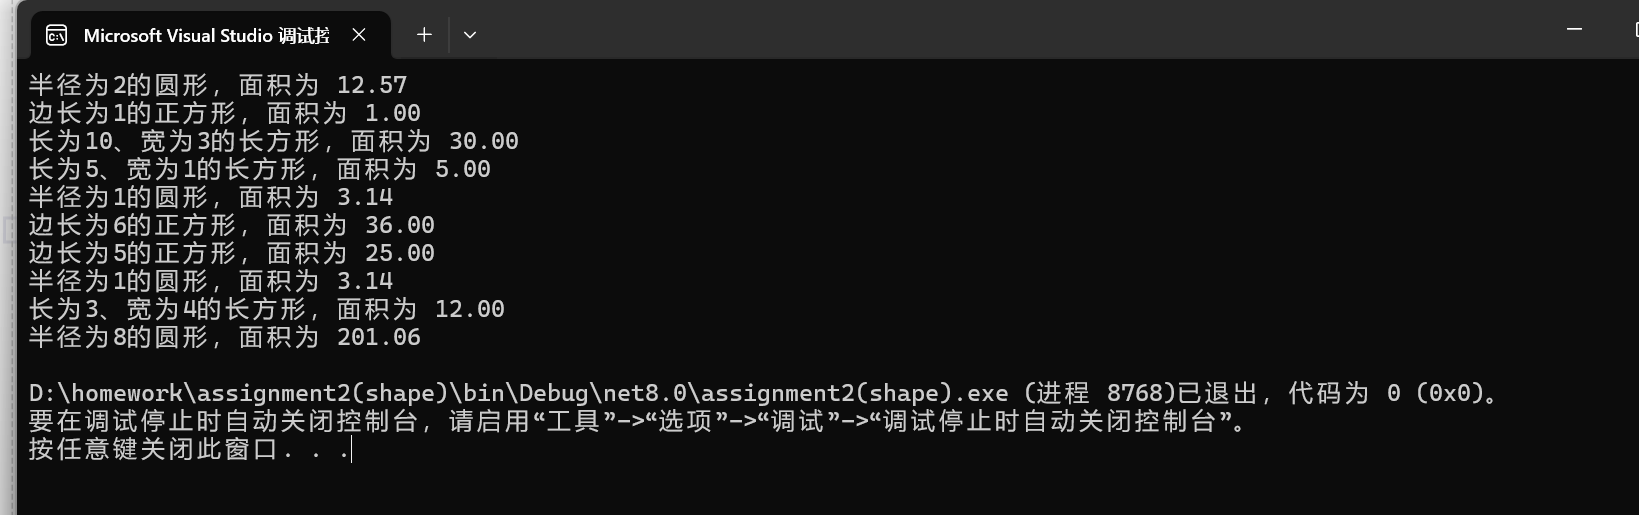 Microsoft Visual Studio 调试控
半径为2的圆形，面积为 12.57
边长为1的正方形，面积为 1.00
长为10、宽为3的长方形，面积为 30.00
长为5、宽为1的长方形，面积为 5.00
半径为1的圆形，面积为 3.14
边长为6的正方形，面积为 36.00
边长为5的正方形，面积为 25.00
半径为1的圆形，面积为 3.14
长为3、宽为4的长方形，面积为 12.00
半径为8的圆形，面积为 201.06
D:\homework\assignment2(shape)\bin\Debug\net8.0\assignment2(shape).exe (进程 8768)已退出，代码为 0 (0x0)。
要在调试停止时自动关闭控制台，请启用“工具”->“选项”->“调试”->“调试停止时自动关闭控制台”。
按任意键关闭此窗口. . .